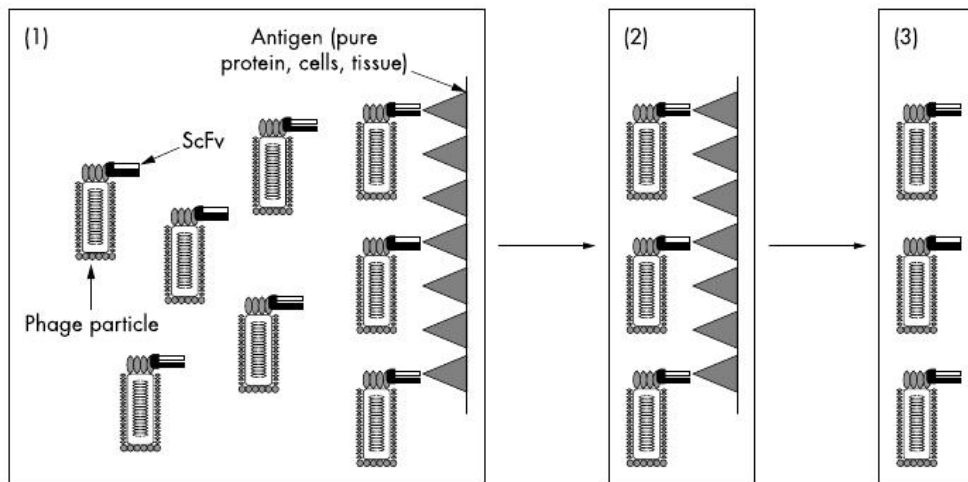 (1)
Antigen (pure
protein, cells, tissue)
ScFv
Phage particle
(2)
(3)